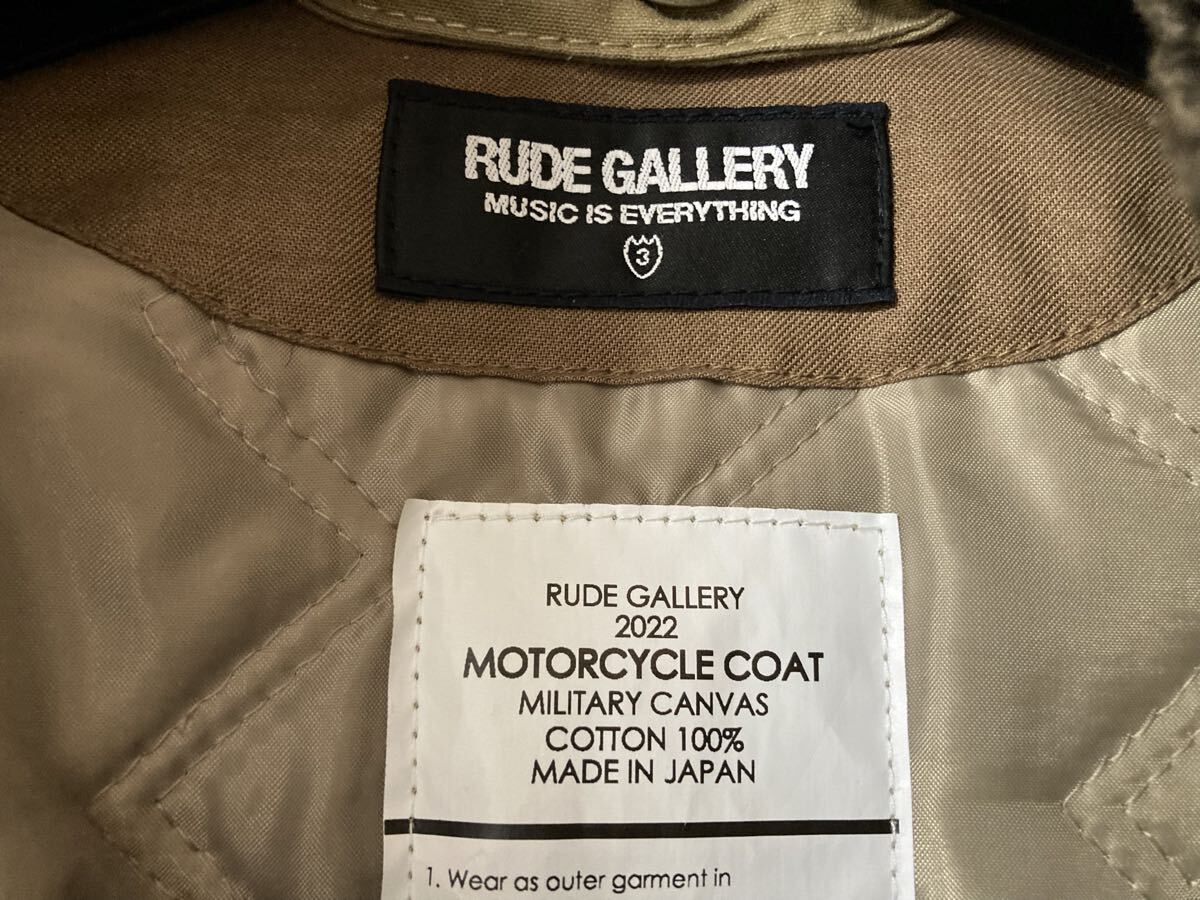 RUDE GALLERY
MUSIC IS EVERYTHING
3
RUDE GALLERY
2022
MOTORCYCLE COAT
MILITARY CANVAS
COTTON 100%
MADE IN JAPAN
1. Wear as outer garment in